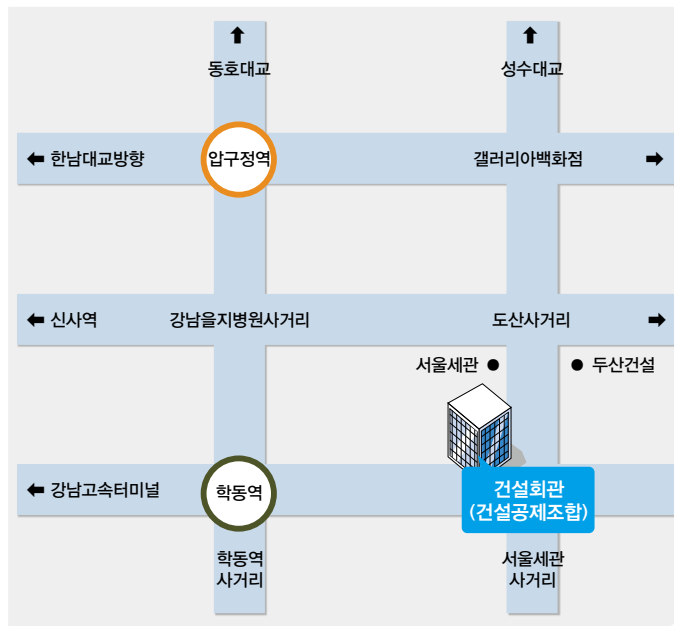 동호대교
성수대교
한남대교방향
압구정역
갤러리아백화점
신사역
강남을지병원사거리
도산사거리
서울세관
두산건설
강남고속터미널
학동역
건설회관
(건설공제조합)
학동역
사거리
서울세관
사거리